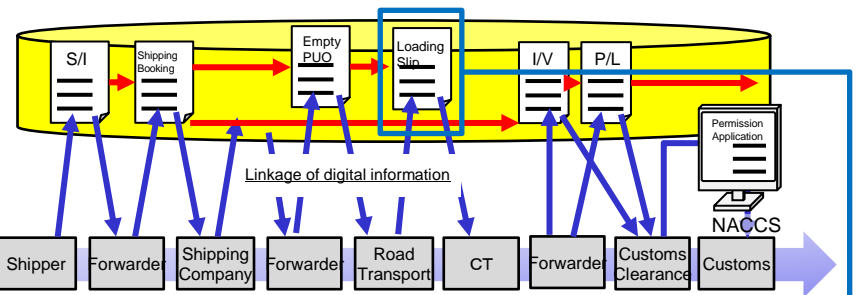 S/I
Shipping
Booking
Empty
PUO
Loading
Slip
I/V
P/L
Permission
Application
Linkage of digital information
NACCS
Shipper
Forwarder
Shipping
Company
Forwarder
Road
Transport
CT
Forwarder
Customs
Clearance
Customs